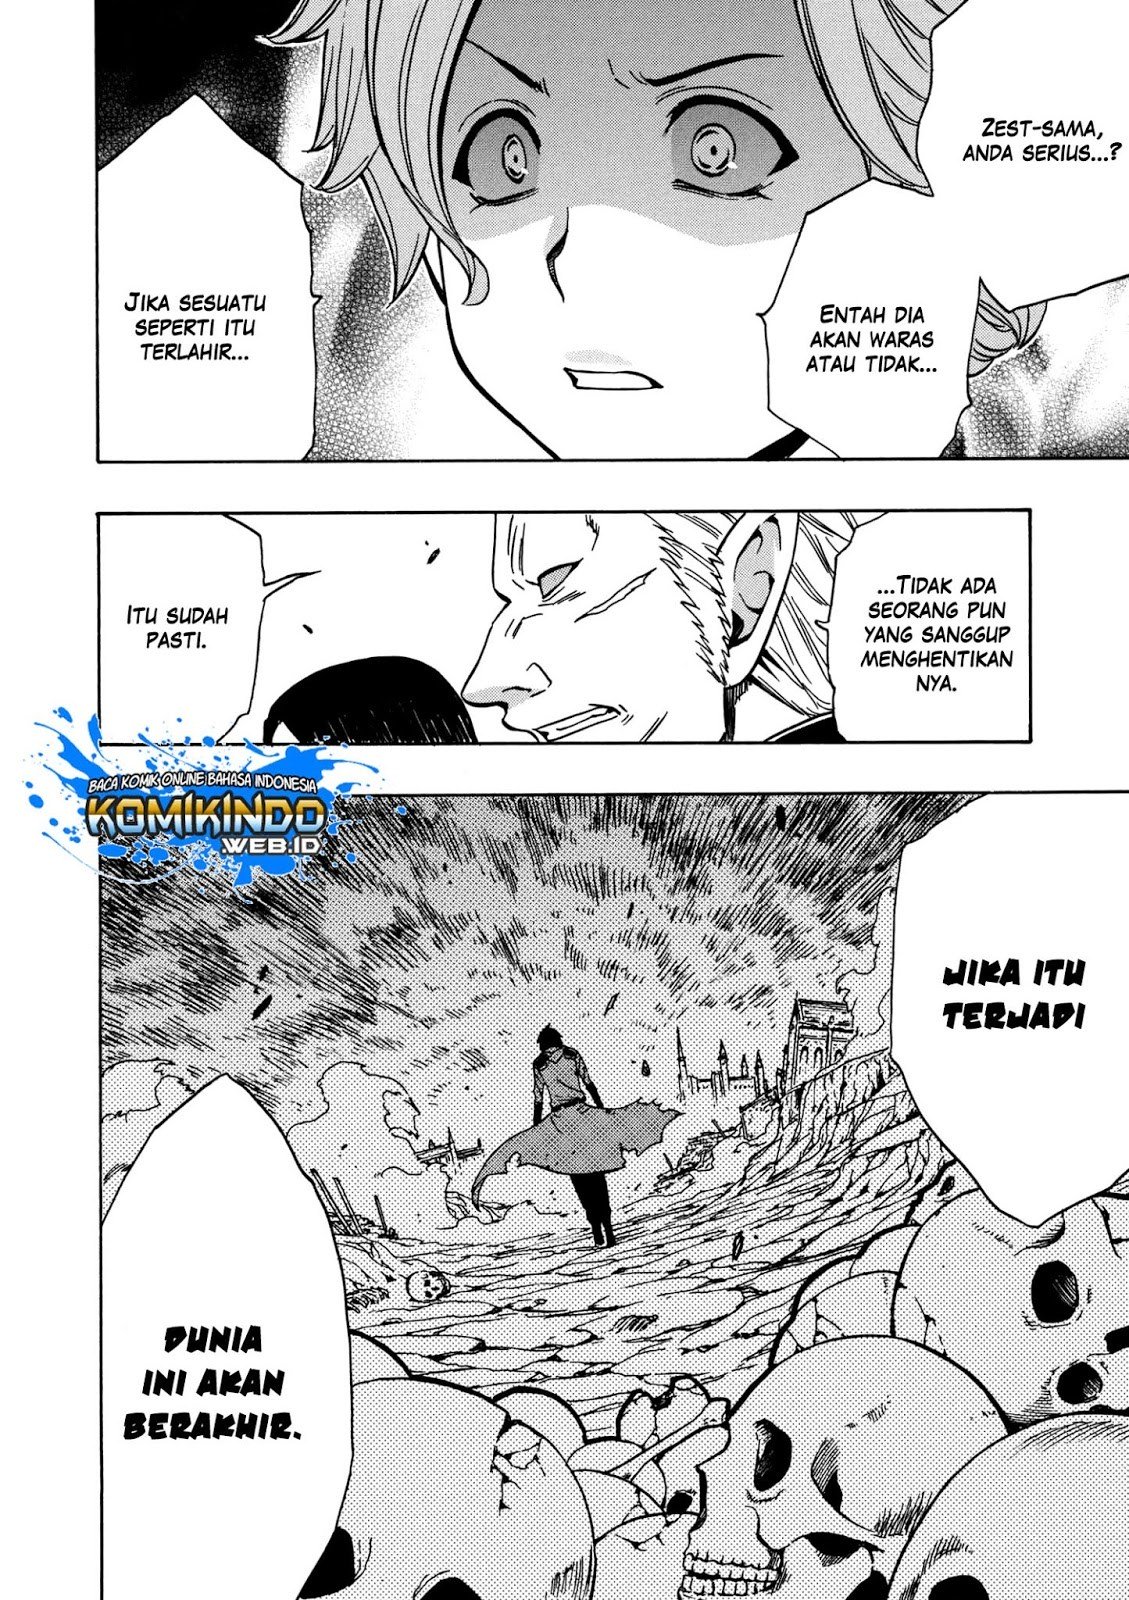 ZEST-SAMA,
ANDA SERIUS...?
ENTAH DIA
AKAN WARAS
ATAU TIDAK...
JIKA SESUATU
SEPERTI ITU
TERLAHIR...
...TIDAK ADA
SEORANG PUN
YANG SANGGUP
MENGHENTIKAN
NYA.
ITU SUDAH
PASTI.
BACA KOMIK ONLINE BAHASA INDONESIA
KOMIKINDO
WEB.ID
JIKA ITU
TERJADI
DUNIA
INI AKAN
BERAKHIR.